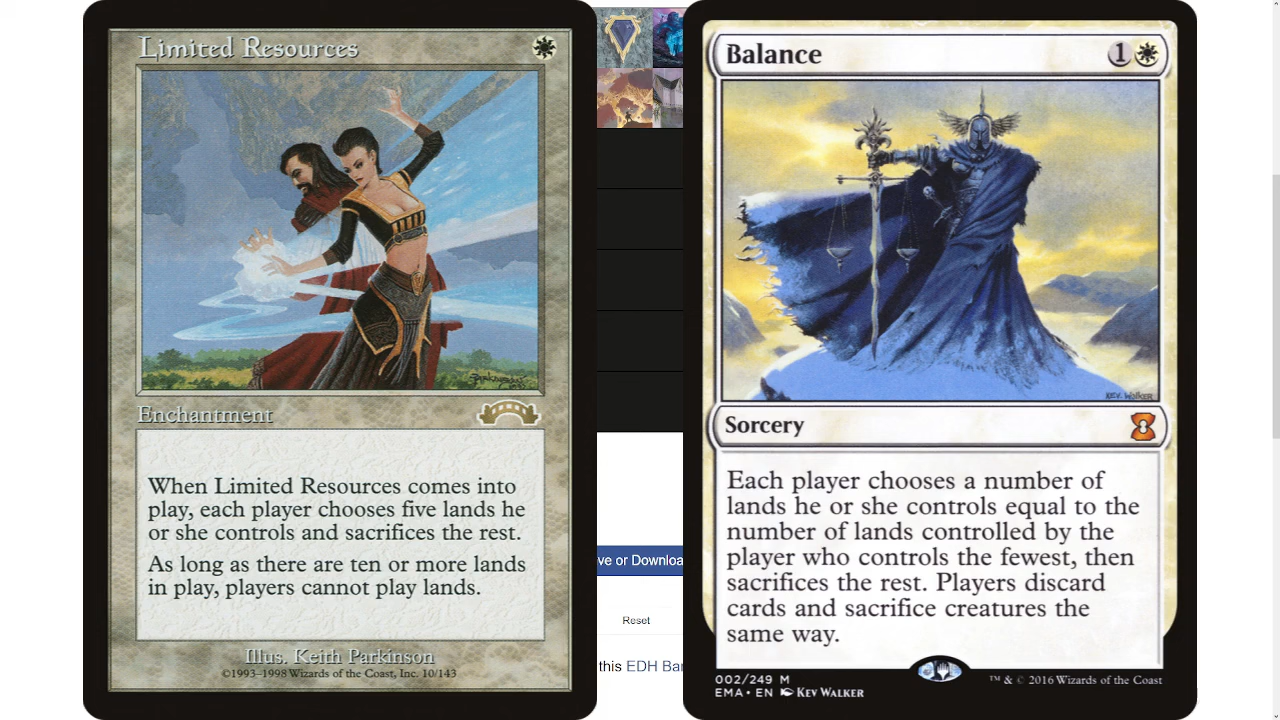 Limited Resources
Enchantment
When Limited Resources comes into
play, each player chooses five lands he
or she controls and sacrifices the rest.
As long as there are ten or more lands
in play, players cannot play lands.
Illus. Keith Parkinson
©1993–1998 Wizards of the Coast, Inc. 10/143
ve or Downloa
Reset
this EDH Ba
Balance
1
KEV. WALKER
Sorcery
Each player chooses a number of
lands he or she controls equal to the
number of lands controlled by the
player who controls the fewest, then
sacrifices the rest. Players discard
cards and sacrifice creatures the
same way.
002/249 M
EMA • EN KEV WALKER
™ & © 2016 Wizards of the Coast